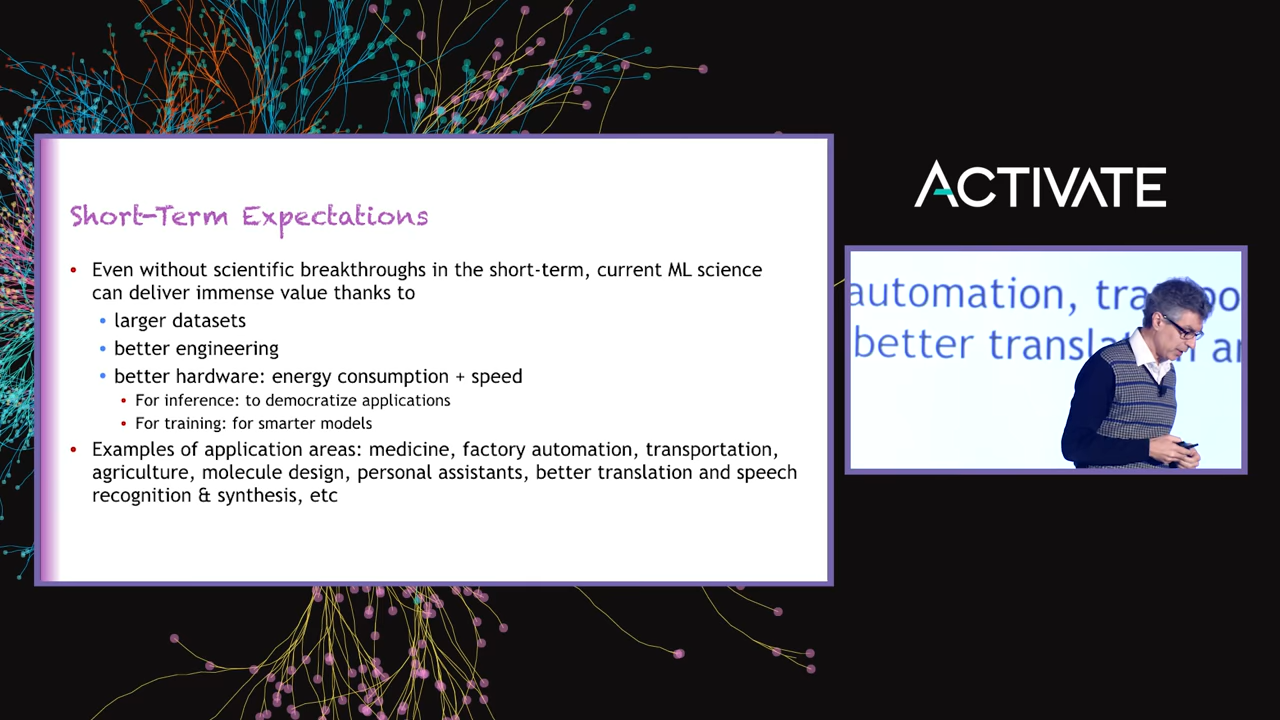 Short-Term Expectations
• Even without scientific breakthroughs in the short-term, current ML science
can deliver immense value thanks to
• larger datasets
• better engineering
• better hardware: energy consumption + speed
• For inference: to democratize applications
• For training: for smarter models
• Examples of application areas: medicine, factory automation, transportation,
agriculture, molecule design, personal assistants, better translation and speech
recognition & synthesis, etc
ACTIVATE
automation,
better